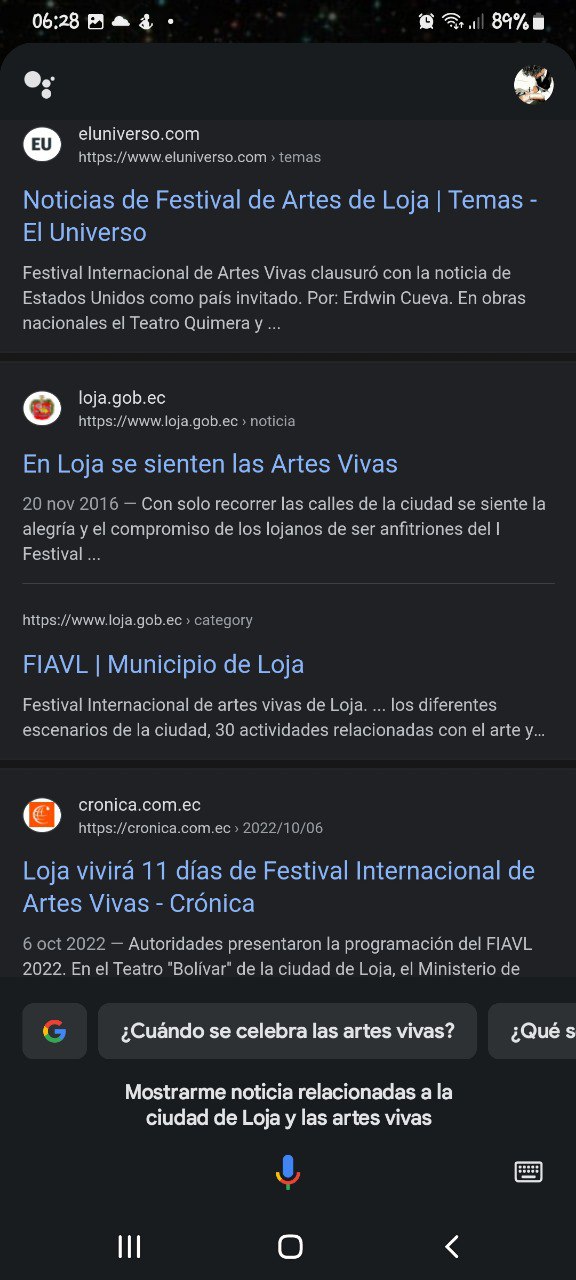 06:28
89%
EU
eluniverso.com
https://www.eluniverso.com › temas
Noticias de Festival de Artes de Loja | Temas -
El Universo
Festival Internacional de Artes Vivas clausuró con la noticia de
Estados Unidos como país invitado. Por: Erdwin Cueva. En obras
nacionales el Teatro Quimera y ...
loja.gob.ec
https://www.loja.gob.ec › noticia
En Loja se sienten las Artes Vivas
20 nov 2016 — Con solo recorrer las calles de la ciudad se siente la
alegría y el compromiso de los lojanos de ser anfitriones del I
Festival ...
https://www.loja.gob.ec › category
FIAVL | Municipio de Loja
Festival Internacional de artes vivas de Loja. ... los diferentes
escenarios de la ciudad, 30 actividades relacionadas con el arte y...
cronica.com.ec
https://cronica.com.ec › 2022/10/06
Loja vivirá 11 días de Festival Internacional de
Artes Vivas - Crónica
6 oct 2022 — Autoridades presentaron la programación del FIAVL
2022. En el Teatro "Bolívar" de la ciudad de Loja, el Ministerio de
G
¿Cuándo se celebra las artes vivas?
¿Qué s
Mostrarme noticia relacionadas a la
ciudad de Loja y las artes vivas